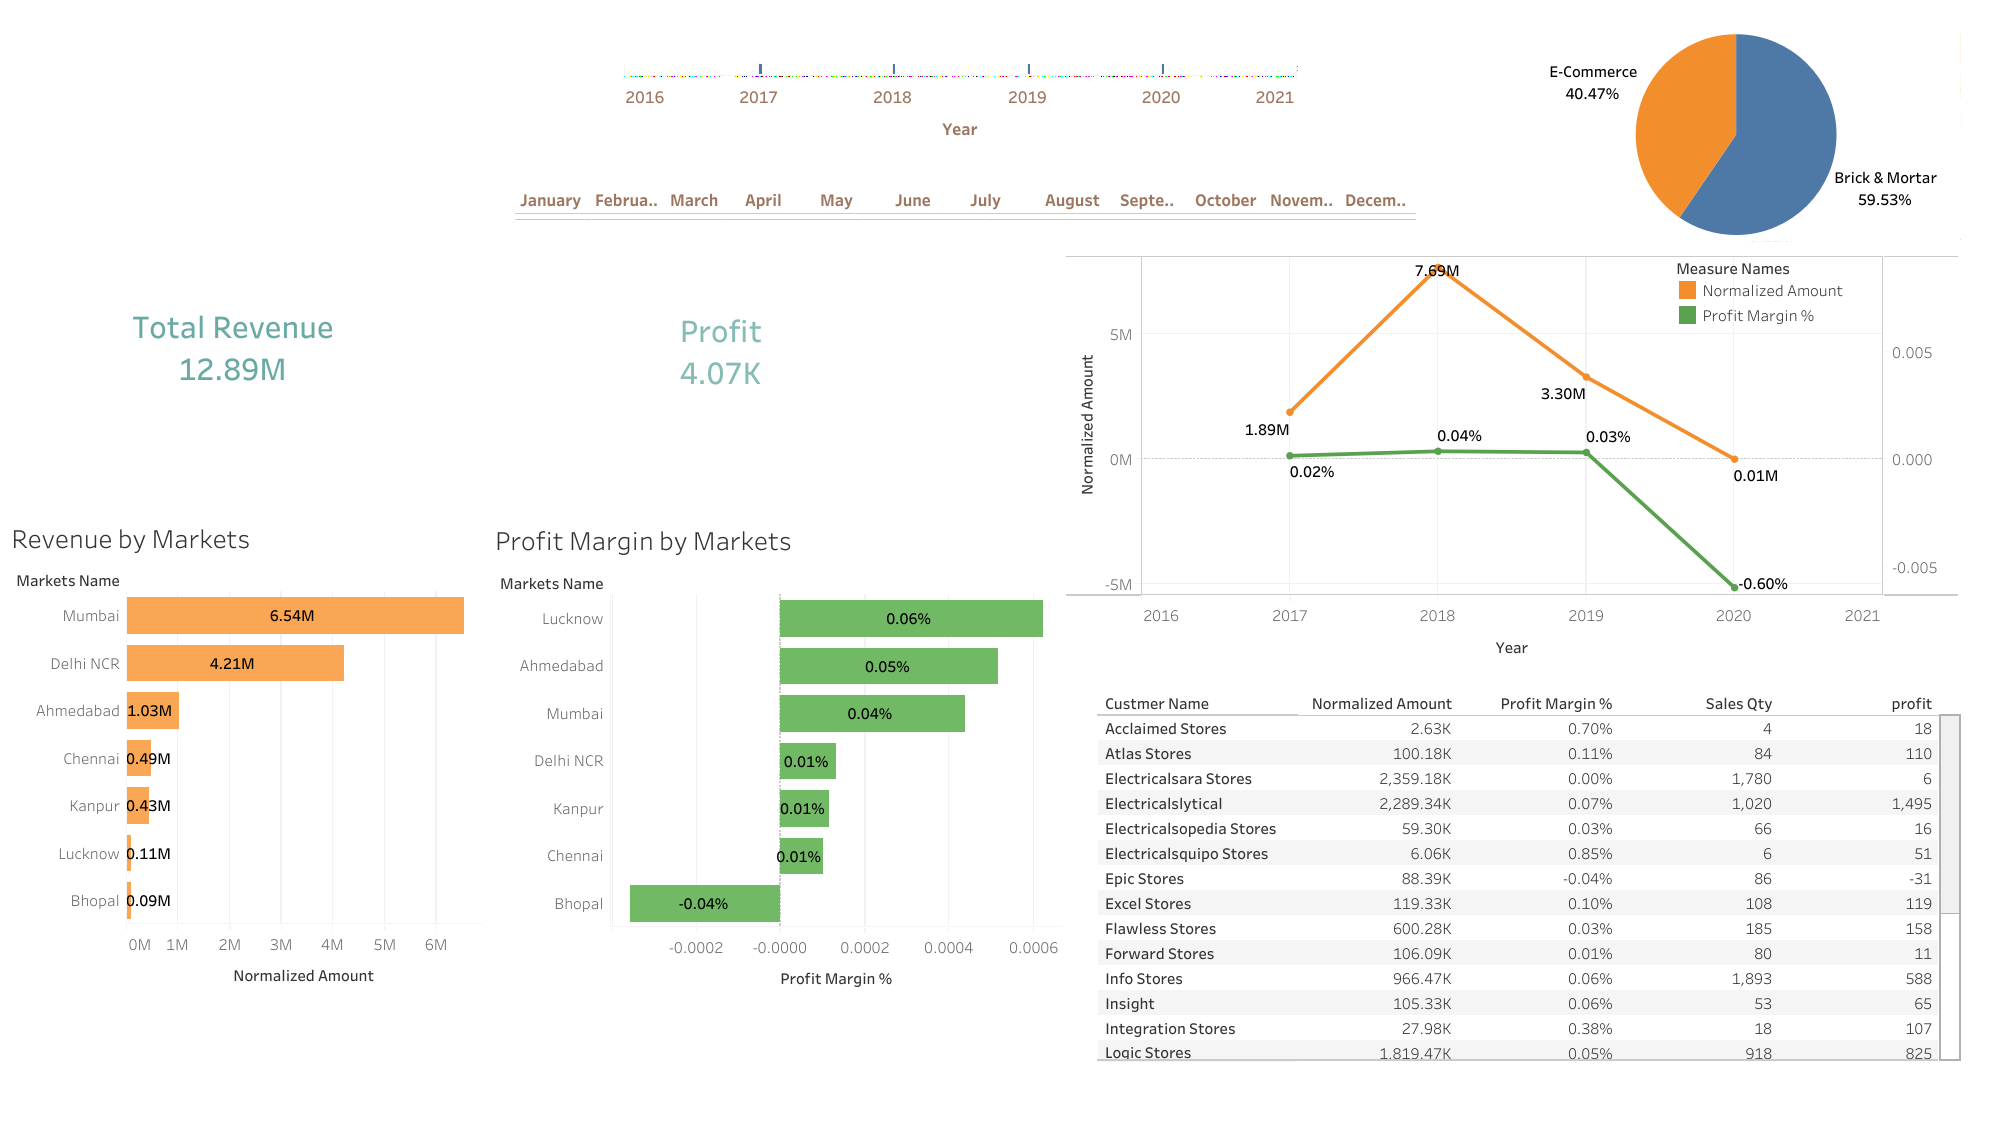 2016 2017 2018 2019 2020 2021
Year
January Februa.. March April May June July August Septe.. October Novem.. Decem..
E-Commerce
40.47%
Brick & Mortar
59.53%
Total Revenue
12.89M
Profit
4.07K
Measure Names
Normalized Amount
Profit Margin %
Normalized Amount
5M
0M
-5M
0.005
0.000
-0.005
7.69M
1.89M
3.30M
0.01M
0.02%
0.04%
0.03%
-0.60%
2016 2017 2018 2019 2020 2021
Year
Revenue by Markets
Markets Name
Mumbai 6.54M
Delhi NCR 4.21M
Ahmedabad 1.03M
Chennai 0.49M
Kanpur 0.43M
Lucknow 0.11M
Bhopal 0.09M
0M 1M 2M 3M 4M 5M 6M
Normalized Amount
Profit Margin by Markets
Markets Name
Lucknow 0.06%
Ahmedabad 0.05%
Mumbai 0.04%
Delhi NCR 0.01%
Kanpur 0.01%
Chennai 0.01%
Bhopal -0.04%
-0.0002 -0.0000 0.0002 0.0004 0.0006
Profit Margin %
Custmer Name Normalized Amount Profit Margin % Sales Qty profit
Acclaimed Stores 2.63K 0.70% 4 18
Atlas Stores 100.18K 0.11% 84 110
Electricalsara Stores 2,359.18K 0.00% 1,780 6
Electricalslytical 2,289.34K 0.07% 1,020 1,495
Electricalsopedia Stores 59.30K 0.03% 66 16
Electricalsquipo Stores 6.06K 0.85% 6 51
Epic Stores 88.39K -0.04% 86 -31
Excel Stores 119.33K 0.10% 108 119
Flawless Stores 600.28K 0.03% 185 158
Forward Stores 106.09K 0.01% 80 11
Info Stores 966.47K 0.06% 1,893 588
Insight 105.33K 0.06% 53 65
Integration Stores 27.98K 0.38% 18 107
Logic Stores 1,819.47K 0.05% 918 825